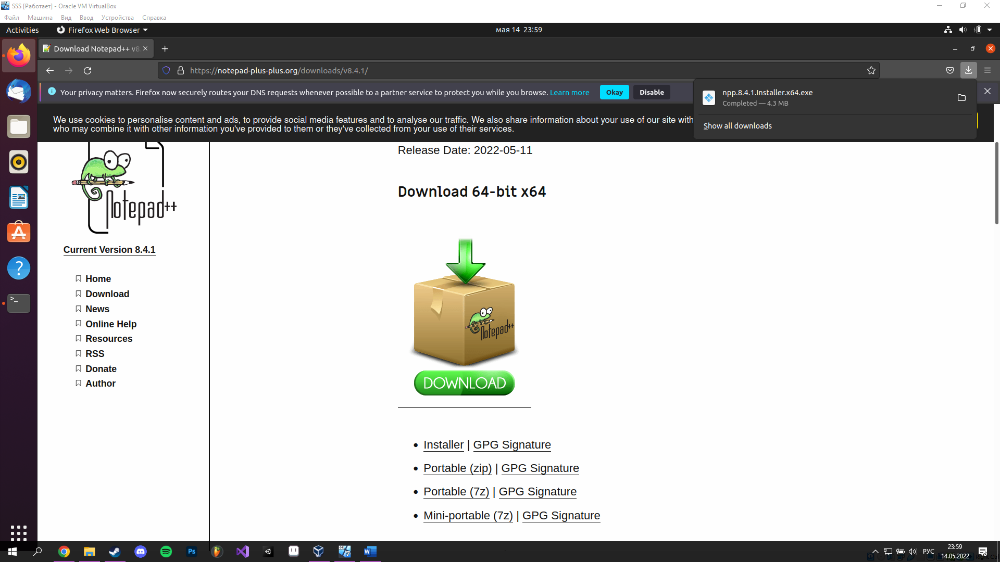 SSS [Работает] - Oracle VM VirtualBox
Файл Машина Вид Ввод Устройства Справка
Activities Firefox Web Browser мая 14 23:59
Download Notepad++ v8.
https://notepad-plus-plus.org/downloads/v8.4.1/
Your privacy matters. Firefox now securely routes your DNS requests whenever possible to a partner service to protect you while you browse. Learn more Okay Disable
npp.8.4.1.Installer.x64.exe
Completed — 4.3 MB
Show all downloads
We use cookies to personalise content and ads, to provide social media features and to analyse our traffic. We also share information about your use of our site with
who may combine it with other information you've provided to them or they've collected from your use of their services.
Notepad++
Current Version 8.4.1
Home
Download
News
Online Help
Resources
RSS
Donate
Author
Release Date: 2022-05-11
Download 64-bit x64
Notepad++
DOWNLOAD
Installer | GPG Signature
Portable (zip) | GPG Signature
Portable (7z) | GPG Signature
Mini-portable (7z) | GPG Signature
Ps
W
РУС
23:59
14.05.2022
Right Ctrl